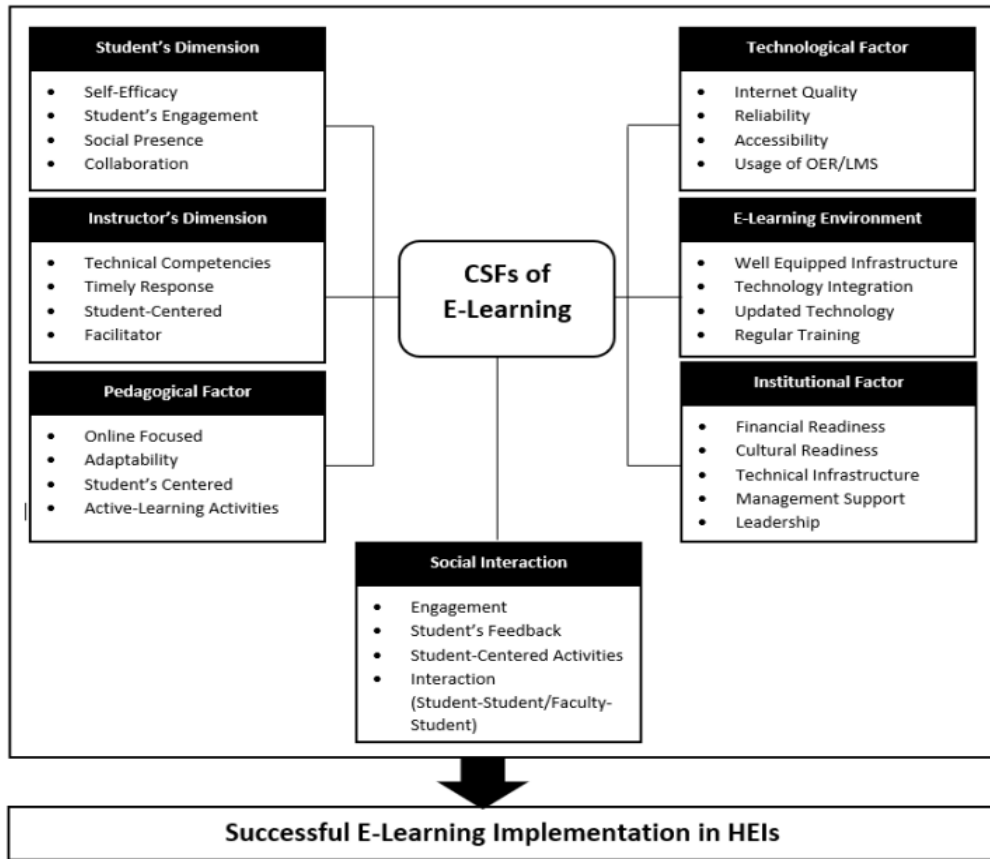 Student's Dimension
• Self-Efficacy
• Student's Engagement
• Social Presence
• Collaboration
Instructor's Dimension
• Technical Competencies
• Timely Response
• Student-Centered
• Facilitator
Pedagogical Factor
• Online Focused
• Adaptability
• Student's Centered
• Active-Learning Activities
CSFs of
E-Learning
Technological Factor
• Internet Quality
• Reliability
• Accessibility
• Usage of OER/LMS
E-Learning Environment
• Well Equipped Infrastructure
• Technology Integration
• Updated Technology
• Regular Training
Institutional Factor
• Financial Readiness
• Cultural Readiness
• Technical Infrastructure
• Management Support
• Leadership
Social Interaction
• Engagement
• Student's Feedback
• Student-Centered Activities
• Interaction
(Student-Student/Faculty-
Student)
Successful E-Learning Implementation in HEIs